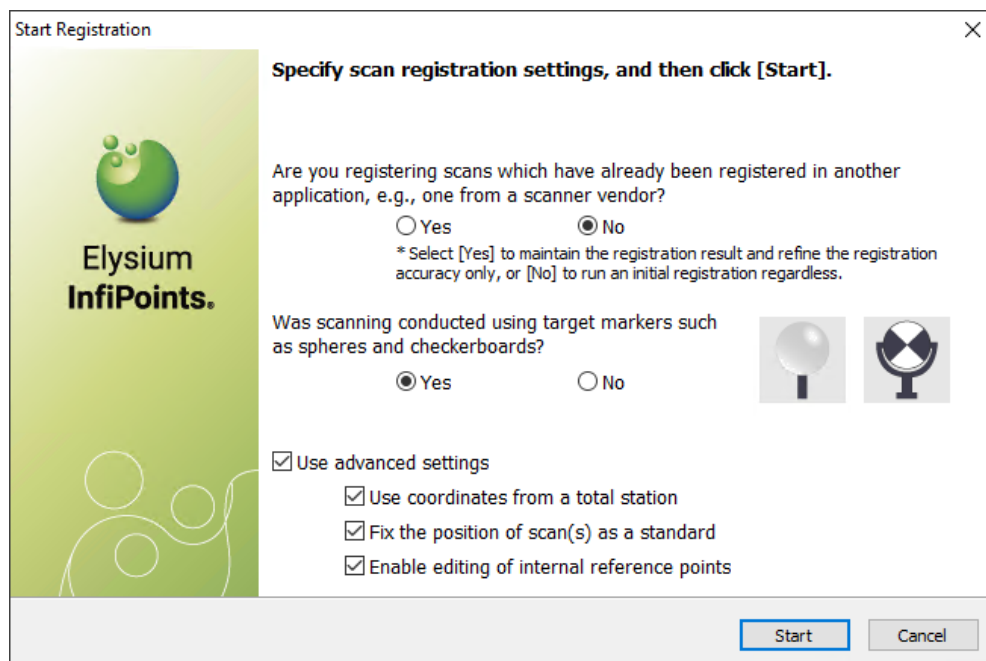 Start Registration
Specify scan registration settings, and then click [Start].
Are you registering scans which have already been registered in another
application, e.g., one from a scanner vendor?
Yes
No
* Select [Yes] to maintain the registration result and refine the registration
accuracy only, or [No] to run an initial registration regardless.
Elysium
InfiPoints®
Was scanning conducted using target markers such
as spheres and checkerboards?
Yes
No
Use advanced settings
Use coordinates from a total station
Fix the position of scan(s) as a standard
Enable editing of internal reference points
Start
Cancel